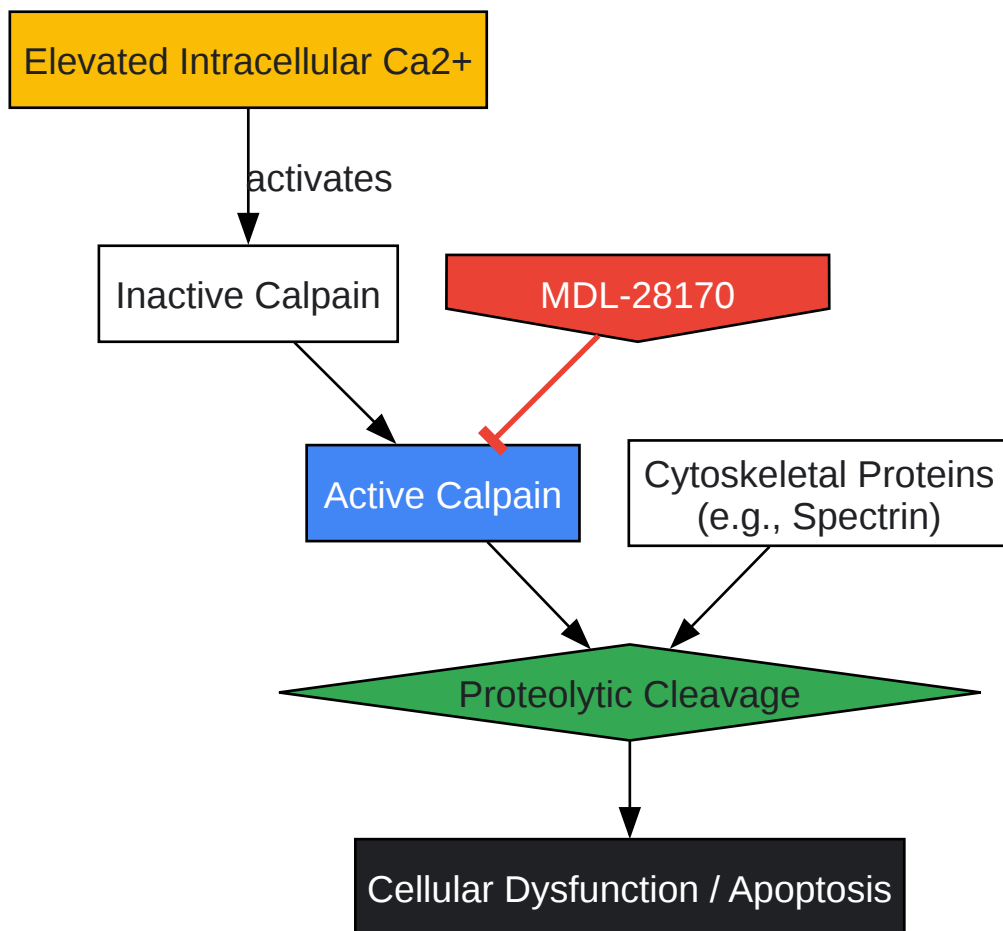 Elevated Intracellular Ca2+
activates
Inactive Calpain
MDL-28170
Active Calpain
Cytoskeletal Proteins
(e.g., Spectrin)
Proteolytic Cleavage
Cellular Dysfunction / Apoptosis